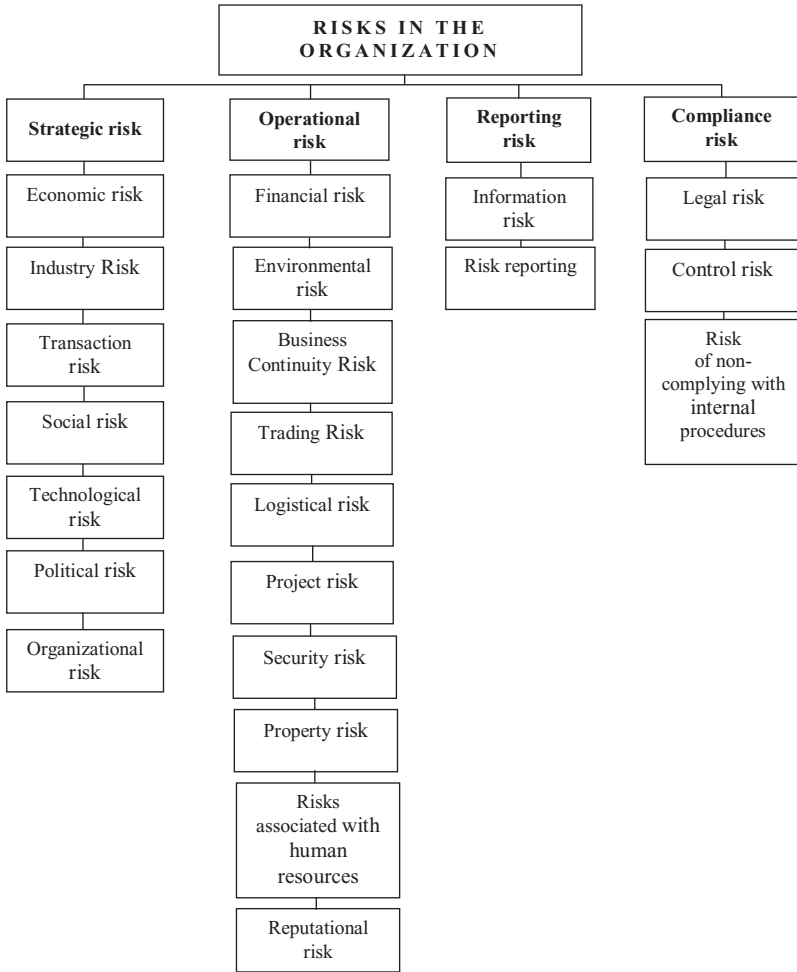 RISKS IN THE
ORGANIZATION
Strategic risk
Economic risk
Industry Risk
Transaction
risk
Social risk
Technological
risk
Political risk
Organizational
risk
Operational
risk
Financial risk
Environmental
risk
Business
Continuity Risk
Trading Risk
Logistical risk
Project risk
Security risk
Property risk
Risks
associated with
human
resources
Reputational
risk
Reporting
risk
Information
risk
Risk reporting
Compliance
risk
Legal risk
Control risk
Risk
of non-
complying with
internal
procedures